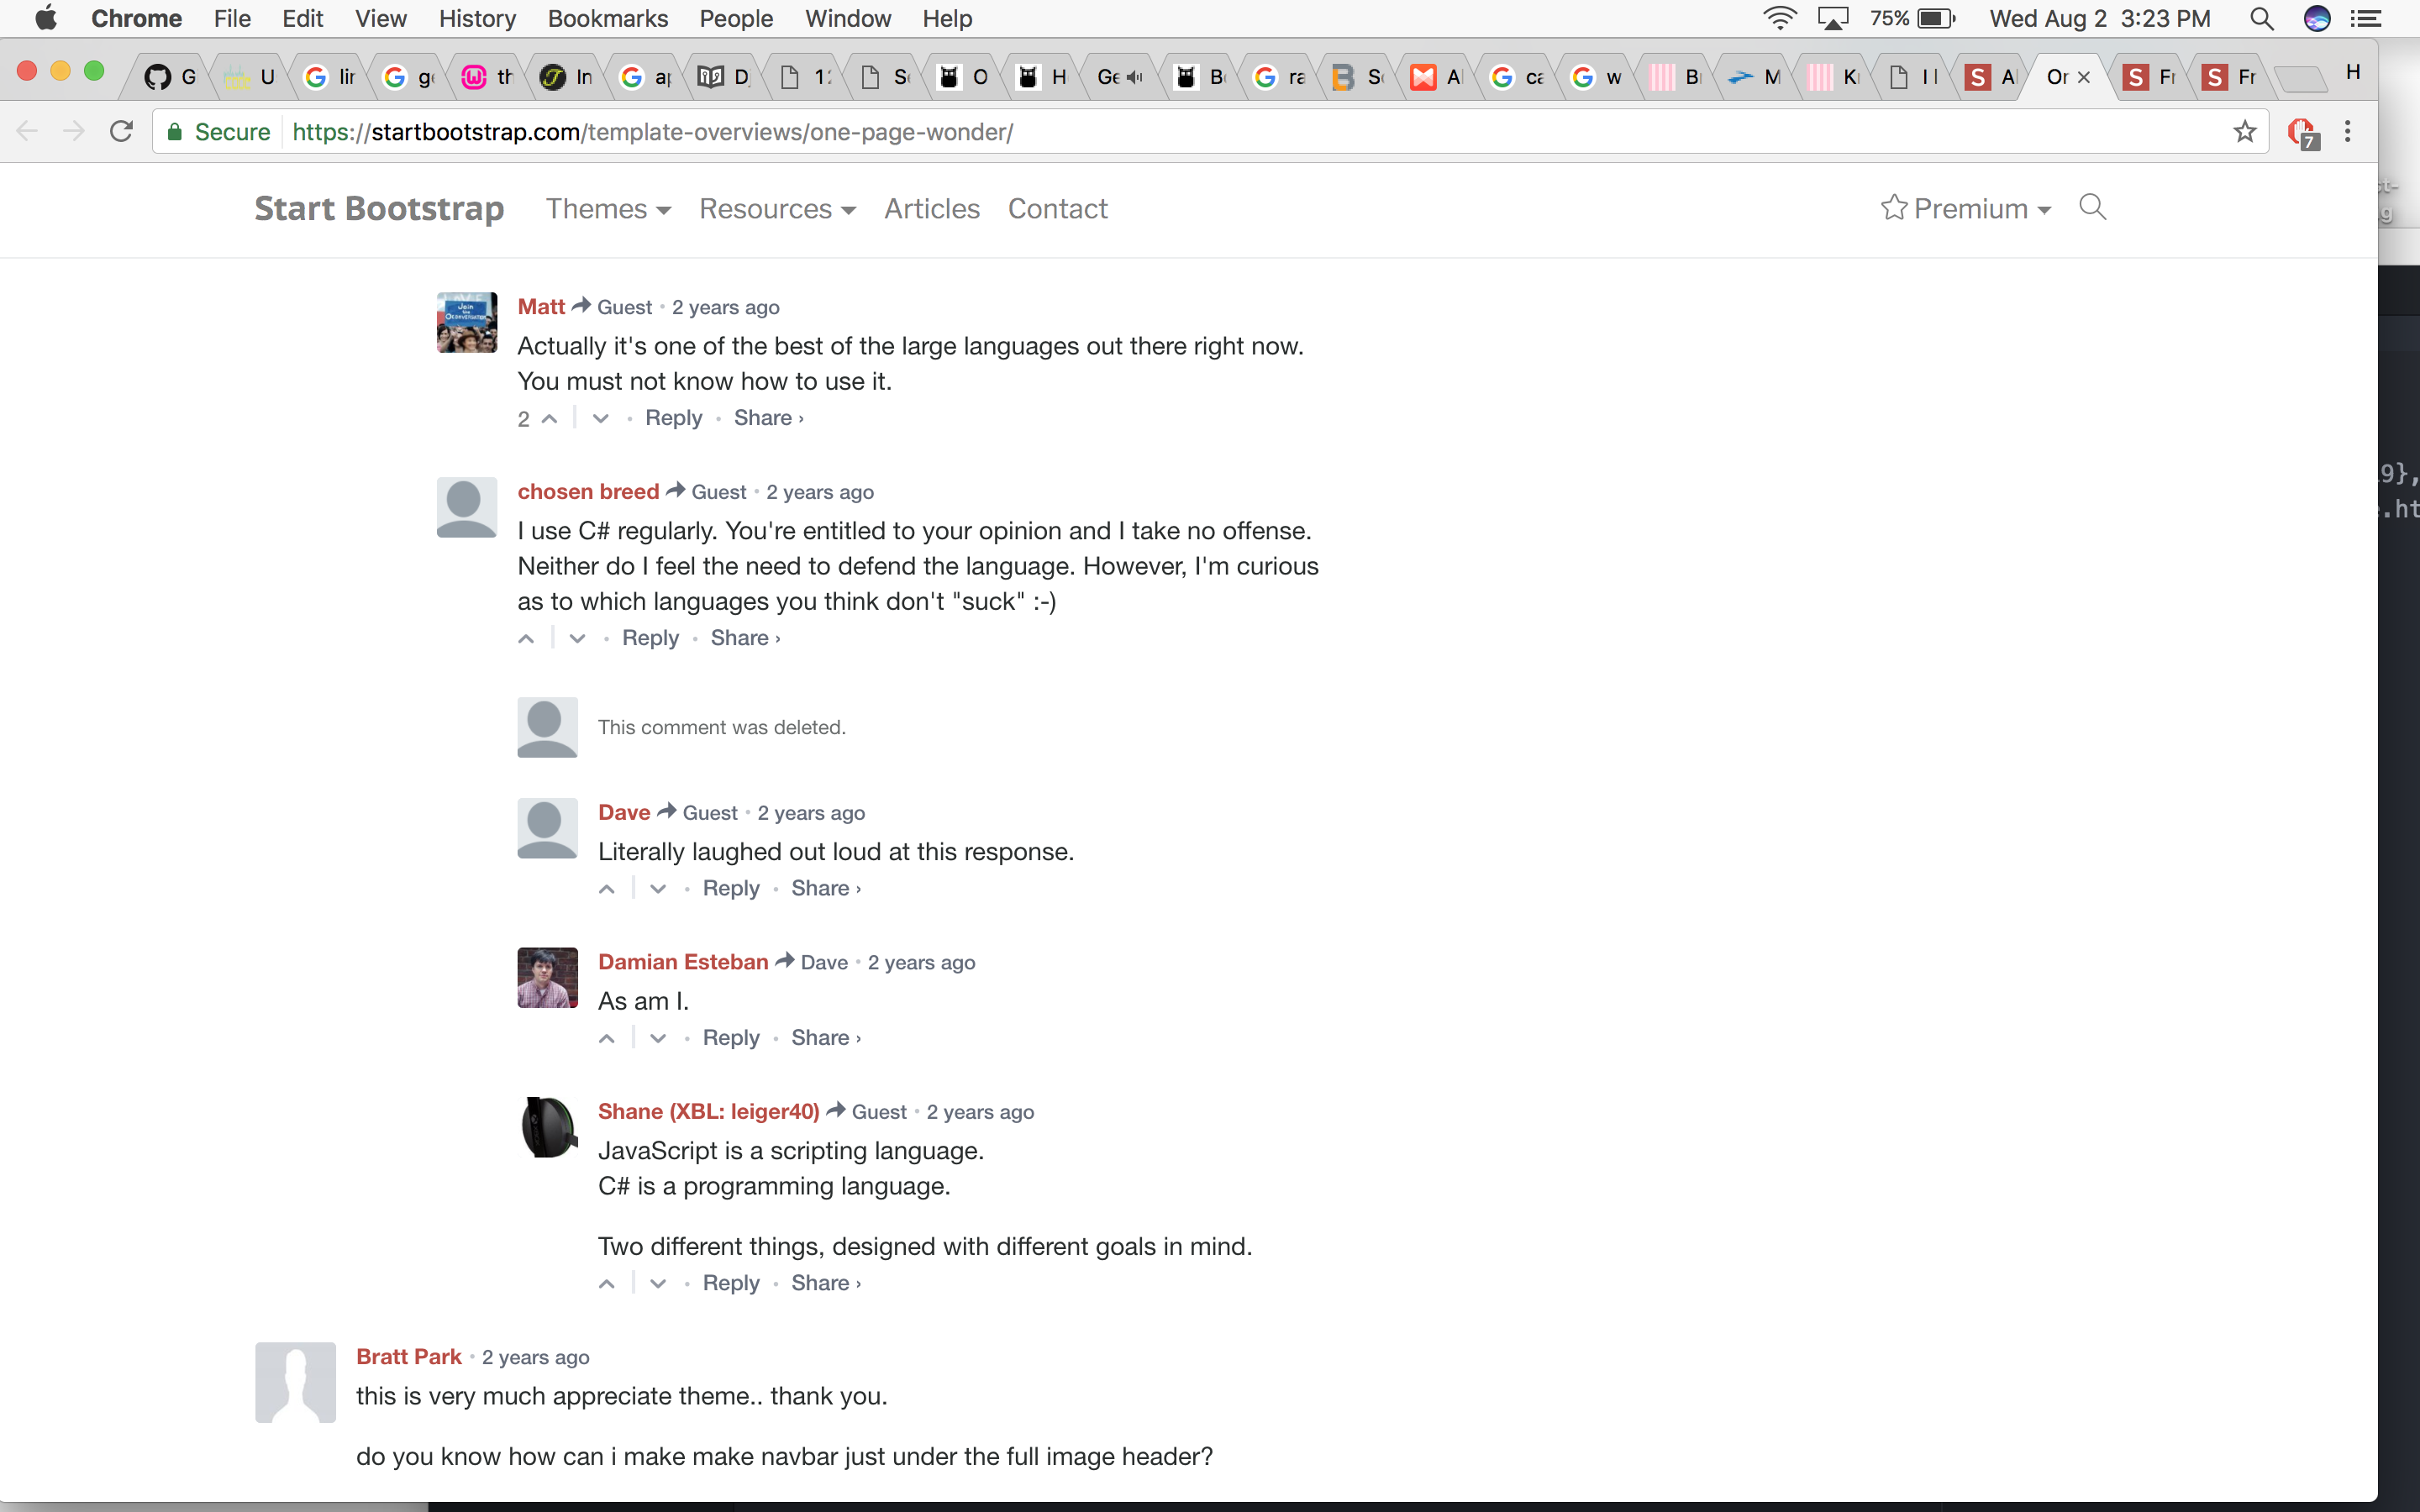 Chrome File Edit View History Bookmarks People Window Help 75% Wed Aug 2 3:23 PM
G U lir g th In ap D 1 S O H Ge B ra S A ca w B M K I l A Or Fr Fr H
Secure https://startbootstrap.com/template-overviews/one-page-wonder/ 7
Start Bootstrap Themes Resources Articles Contact Premium
Matt Guest • 2 years ago
Actually it's one of the best of the large languages out there right now.
You must not know how to use it.
2 • Reply • Share ›
chosen breed Guest • 2 years ago
I use C# regularly. You're entitled to your opinion and I take no offense.
Neither do I feel the need to defend the language. However, I'm curious
as to which languages you think don't "suck" :-)
• Reply • Share ›
This comment was deleted.
Dave Guest • 2 years ago
Literally laughed out loud at this response.
• Reply • Share ›
Damian Esteban Dave • 2 years ago
As am I.
• Reply • Share ›
Shane (XBL: leiger40) Guest • 2 years ago
JavaScript is a scripting language.
C# is a programming language.
Two different things, designed with different goals in mind.
• Reply • Share ›
Bratt Park • 2 years ago
this is very much appreciate theme.. thank you.
do you know how can i make make navbar just under the full image header?
9},
.ht